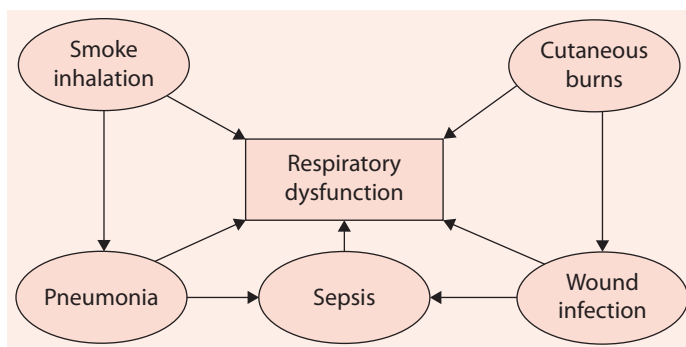 Smoke
inhalation
Cutaneous
burns
Respiratory
dysfunction
Pneumonia
Sepsis
Wound
infection